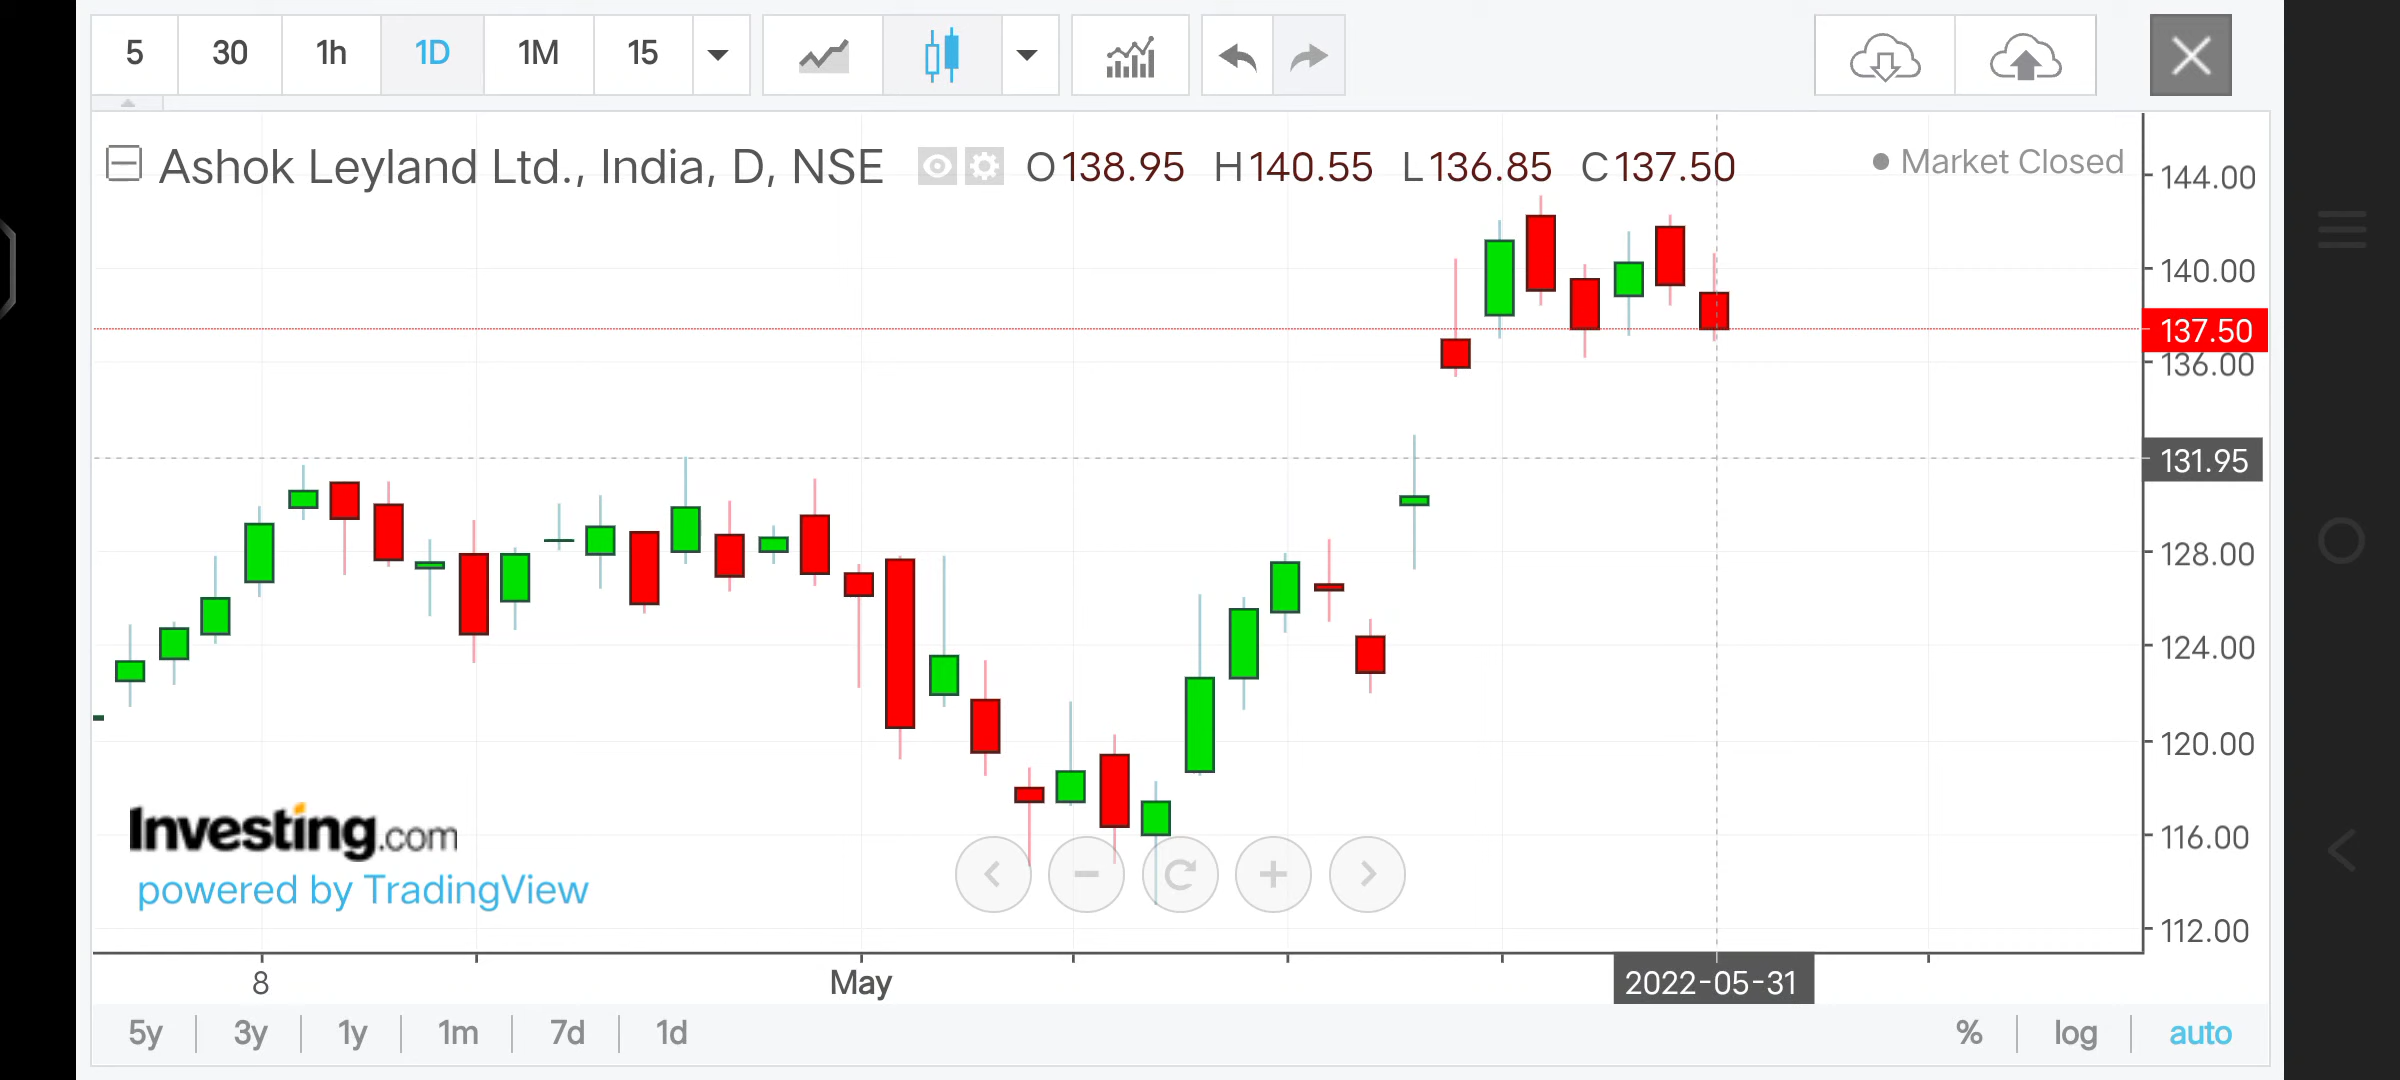 5 30 1h 1D 1M 15
Ashok Leyland Ltd., India, D, NSE O138.95 H140.55 L136.85 C137.50 Market Closed
144.00
140.00
137.50
136.00
131.95
128.00
124.00
120.00
116.00
112.00
Investing.com
powered by TradingView
8 May 2022-05-31
5y 3y 1y 1m 7d 1d % log auto